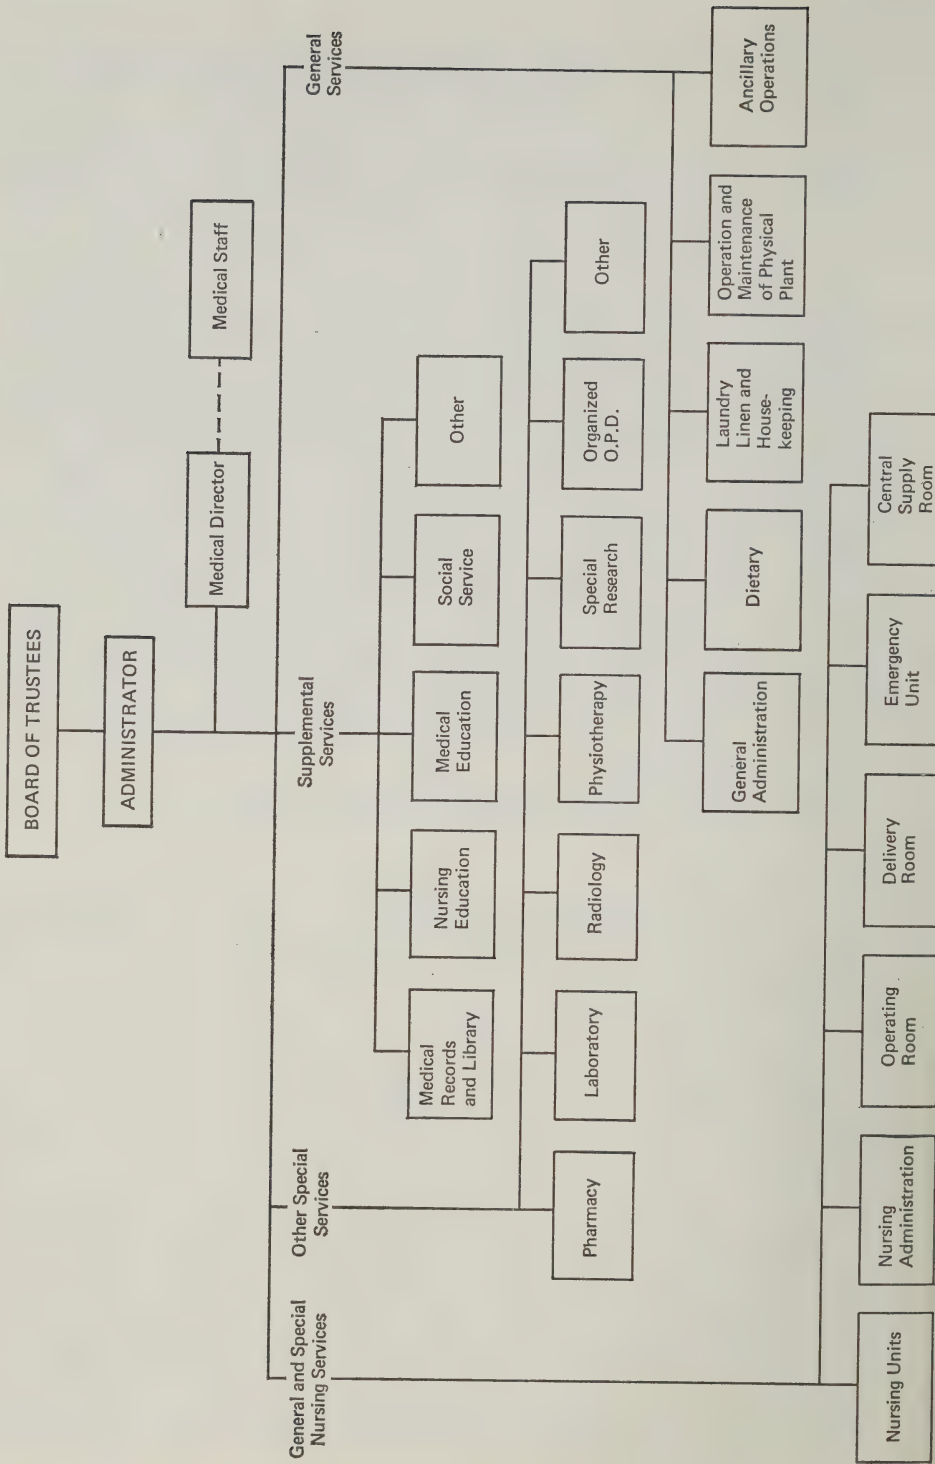 BOARD OF TRUSTEES
ADMINISTRATOR
Medical Director
Medical Staff
General and Special
Nursing Services
Other Special
Services
Supplemental
Services
General
Services
Medical
Records
and Library
Nursing
Education
Medical
Education
Social
Service
Other
Pharmacy
Laboratory
Radiology
Physiotherapy
Special
Research
Organized
O.P.D.
Other
General
Administration
Dietary
Laundry
Linen and
House-
keeping
Operation and
Maintenance
of Physical
Plant
Ancillary
Operations
Nursing Units
Nursing
Administration
Operating
Room
Delivery
Room
Emergency
Unit
Central
Supply
Room